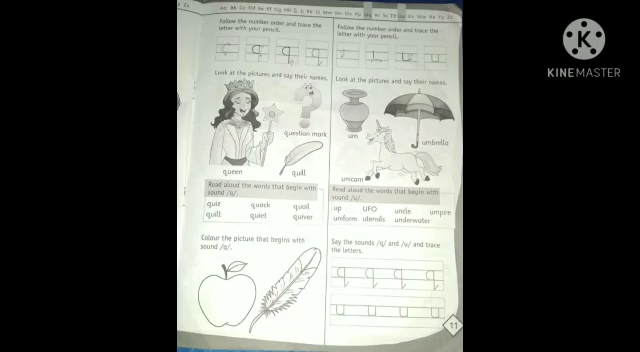 KINEMASTER
Follow the number order and trace the
letter with your pencil.
Look at the pictures and say their names.
question mark
queen
quill
Read aloud the words that begin with
sound /q/.
quiz quack quail
quilt quiet quiver
Colour the picture that begins with
sound /q/.
Follow the number order and trace the
letter with your pencil.
Look at the pictures and say their names.
urn
umbrella
unicorn
Read aloud the words that begin with
sound /u/.
up UFO uncle umpire
uniform utensils underwater
Say the sounds /q/ and /u/ and trace
the letters.
q q q q
u u u u
11